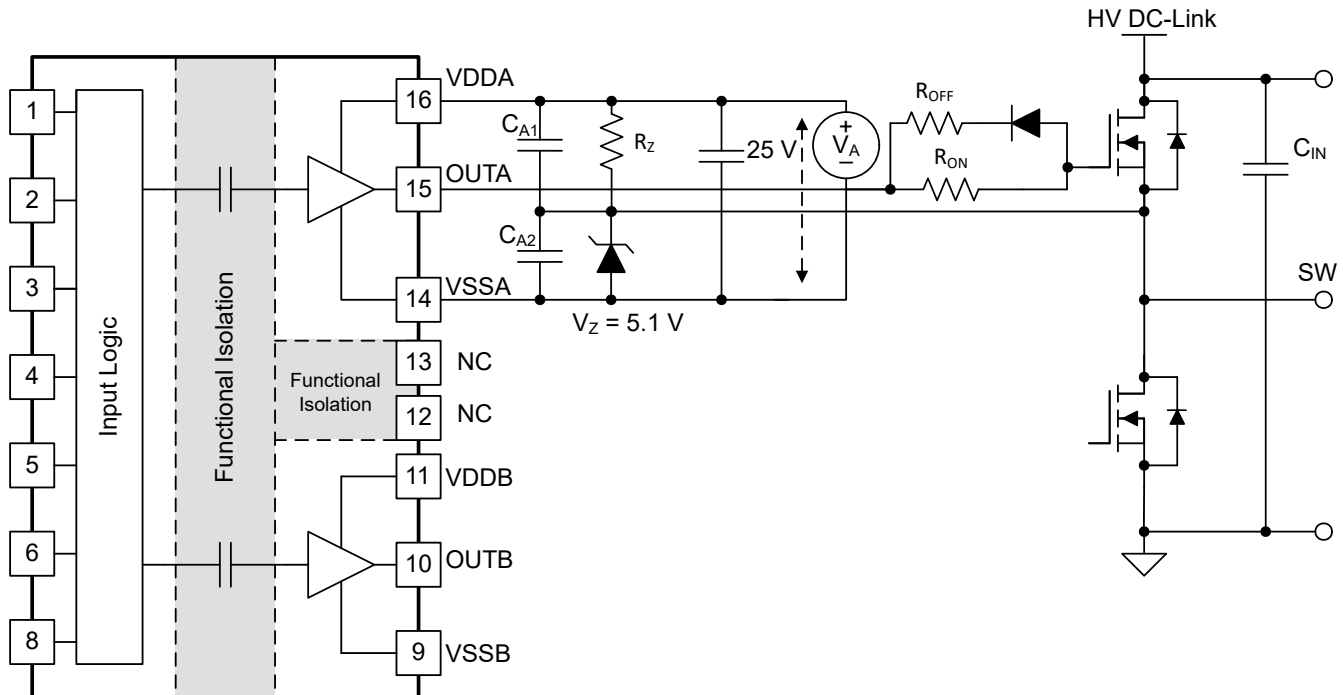 HV DC-Link
1
2
3
4
5
6
8
Input Logic
Functional Isolation
Functional
Isolation
16
VDDA
15
OUTA
14
VSSA
13
NC
12
NC
11
VDDB
10
OUTB
9
VSSB
CA1
CA2
RZ
25 V
+
VA
−
ROFF
RON
VZ = 5.1 V
CIN
SW